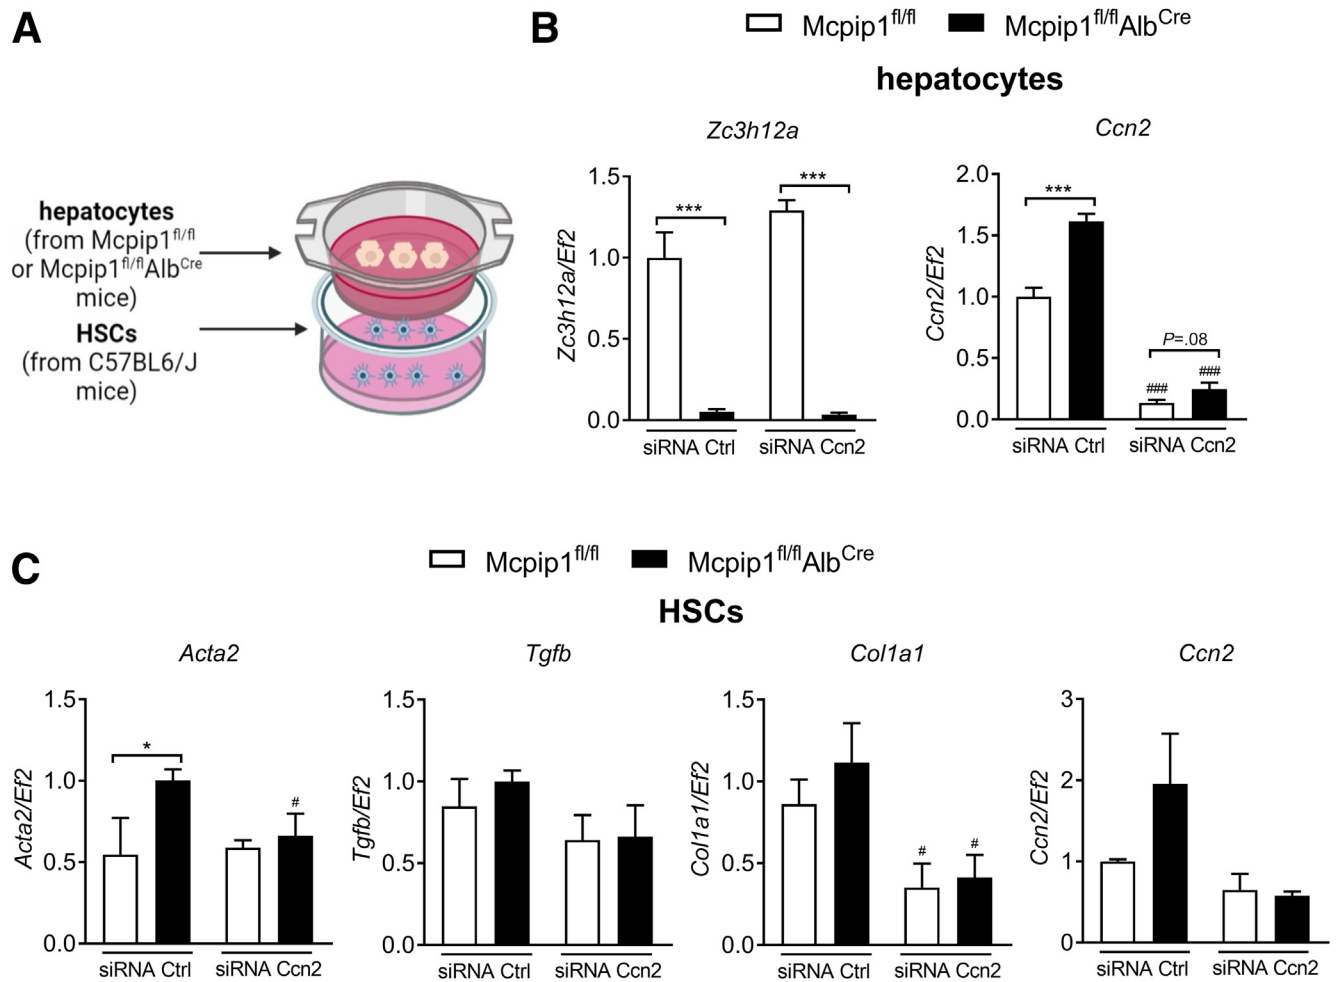 A
hepatocytes
(from Mcpip1fl/fl
or Mcpip1fl/flAlbCre
mice)
HSCs
(from C57BL6/J
mice)
B
Mcpip1fl/fl Mcpip1fl/flAlbCre
hepatocytes
Zc3h12a
Zc3h12a/Ef2
1.5
1.0
0.5
0.0
***
***
siRNA Ctrl siRNA Ccn2
Ccn2
Ccn2/Ef2
2.0
1.5
1.0
0.5
0.0
***
P=.08
###
###
siRNA Ctrl siRNA Ccn2
C
Mcpip1fl/fl Mcpip1fl/flAlbCre
HSCs
Acta2
Acta2/Ef2
1.5
1.0
0.5
0.0
*
#
siRNA Ctrl siRNA Ccn2
Tgfb
Tgfb/Ef2
1.5
1.0
0.5
0.0
siRNA Ctrl siRNA Ccn2
Col1a1
Col1a1/Ef2
1.5
1.0
0.5
0.0
#
#
siRNA Ctrl siRNA Ccn2
Ccn2
Ccn2/Ef2
3
2
1
0
siRNA Ctrl siRNA Ccn2